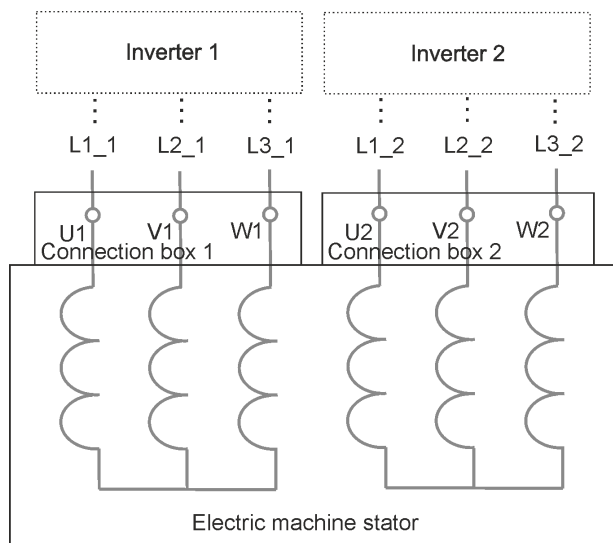 Inverter 1
Inverter 2
L1_1
L2_1
L3_1
L1_2
L2_2
L3_2
U1
V1
W1
U2
V2
W2
Connection box 1
Connection box 2
Electric machine stator